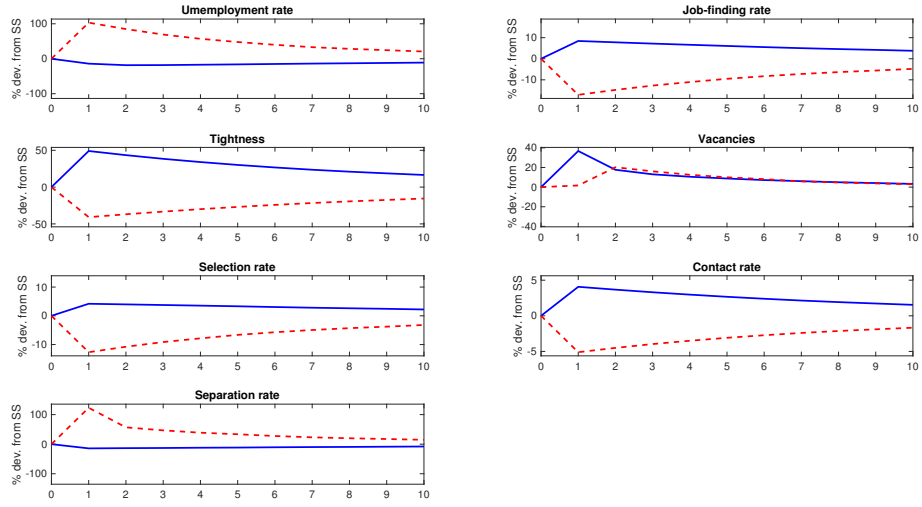 Umemployment rate
% dev. from SS
100
0
-100
0 1 2 3 4 5 6 7 8 9 10
Job-finding rate
% dev. from SS
10
0
-10
0 1 2 3 4 5 6 7 8 9 10
Tightness
% dev. from SS
50
0
-50
0 1 2 3 4 5 6 7 8 9 10
Vacancies
% dev. from SS
40
20
0
-20
-40
0 1 2 3 4 5 6 7 8 9 10
Selection rate
% dev. from SS
10
0
-10
0 1 2 3 4 5 6 7 8 9 10
Contact rate
% dev. from SS
5
0
-5
0 1 2 3 4 5 6 7 8 9 10
Separation rate
% dev. from SS
100
0
-100
0 1 2 3 4 5 6 7 8 9 10